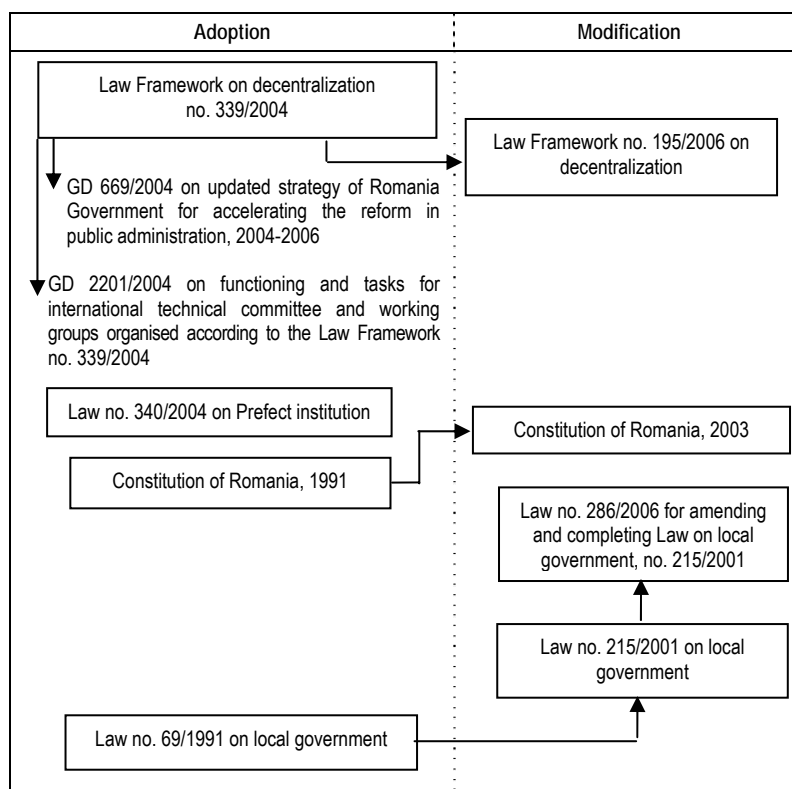 Adoption
Modification
Law Framework on decentralization
no. 339/2004
Law Framework no. 195/2006 on
decentralization
GD 669/2004 on updated strategy of Romania
Government for accelerating the reform in
public administration, 2004-2006
GD 2201/2004 on functioning and tasks for
international technical committee and working
groups organised according to the Law Framework
no. 339/2004
Law no. 340/2004 on Prefect institution
Constitution of Romania, 2003
Constitution of Romania, 1991
Law no. 286/2006 for amending
and completing Law on local
government, no. 215/2001
Law no. 215/2001 on local
government
Law no. 69/1991 on local government